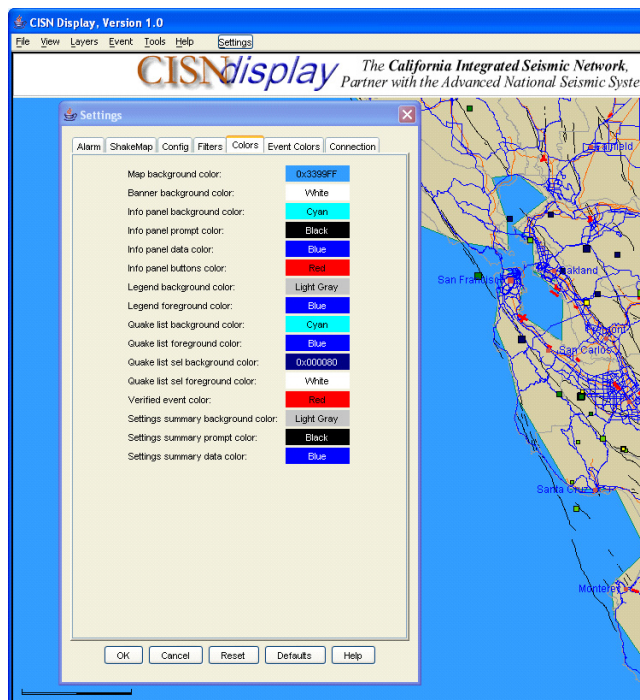 CISN Display, Version 1.0
File View Layers Event Tools Help Settings
CISNdisplay
The California Integrated Seismic Network,
Partner with the Advanced National Seismic Syste
Settings
Alarm ShakeMap Config Filters Colors Event Colors Connection
Map background color: 0x3399FF
Banner background color: White
Info panel background color: Cyan
Info panel prompt color: Black
Info panel data color: Blue
Info panel buttons color: Red
Legend background color: Light Gray
Legend foreground color: Blue
Quake list background color: Cyan
Quake list foreground color: Blue
Quake list sel background color: 0x000080
Quake list sel foreground color: White
Verified event color: Red
Settings summary background color: Light Gray
Settings summary prompt color: Black
Settings summary data color: Blue
OK Cancel Reset Defaults Help
Fairfield
San Francisco
Oakland
Fremont
San Carlos
Santa Cruz
Monterey